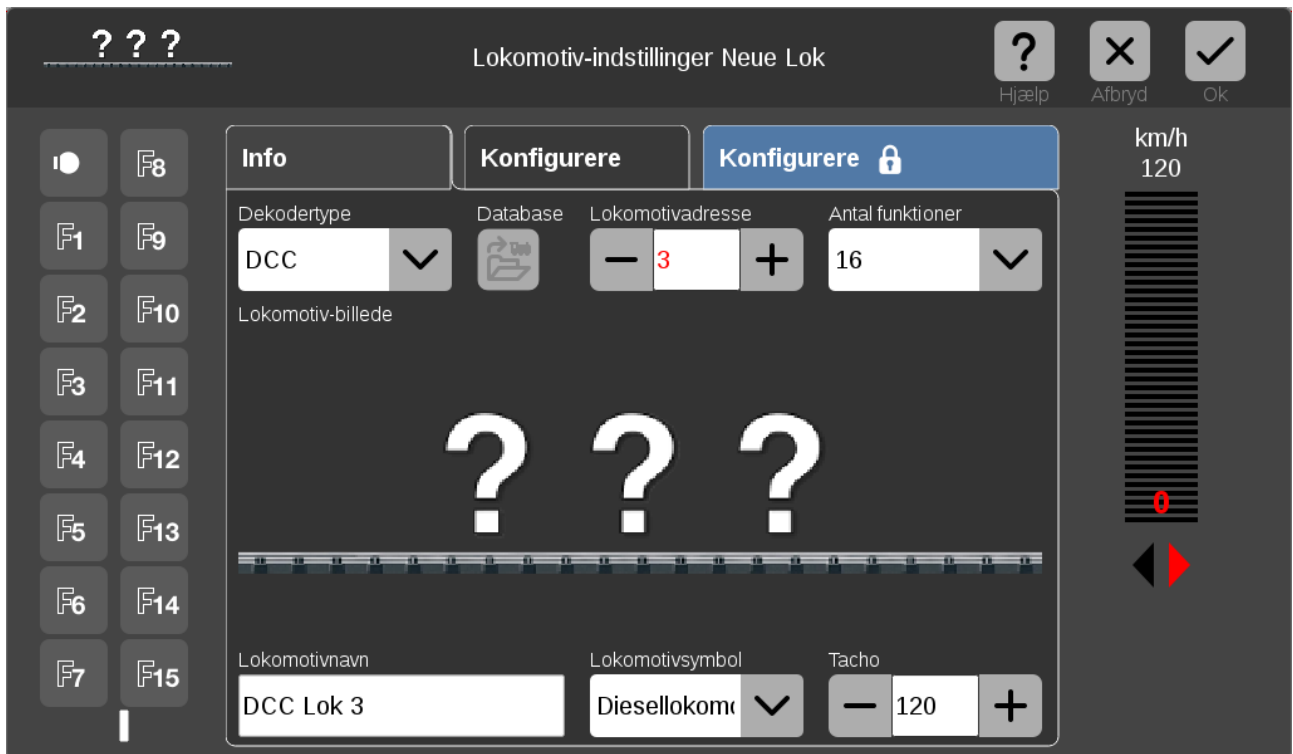 ? ? ?
Lokomotiv-indstillinger Neue Lok
?
Hjælp
Afbryd
Ok
F8
F1
F9
F2
F10
F3
F11
F4
F12
F5
F13
F6
F14
F7
F15
Info
Konfigurere
Konfigurere
Dekodertype
Database
Lokomotivadresse
Antal funktioner
DCC
3
16
Lokomotiv-billede
? ? ?
Lokomotivnavn
Lokomotivsymbol
Tacho
DCC Lok 3
Diesellokom
120
km/h
120
0